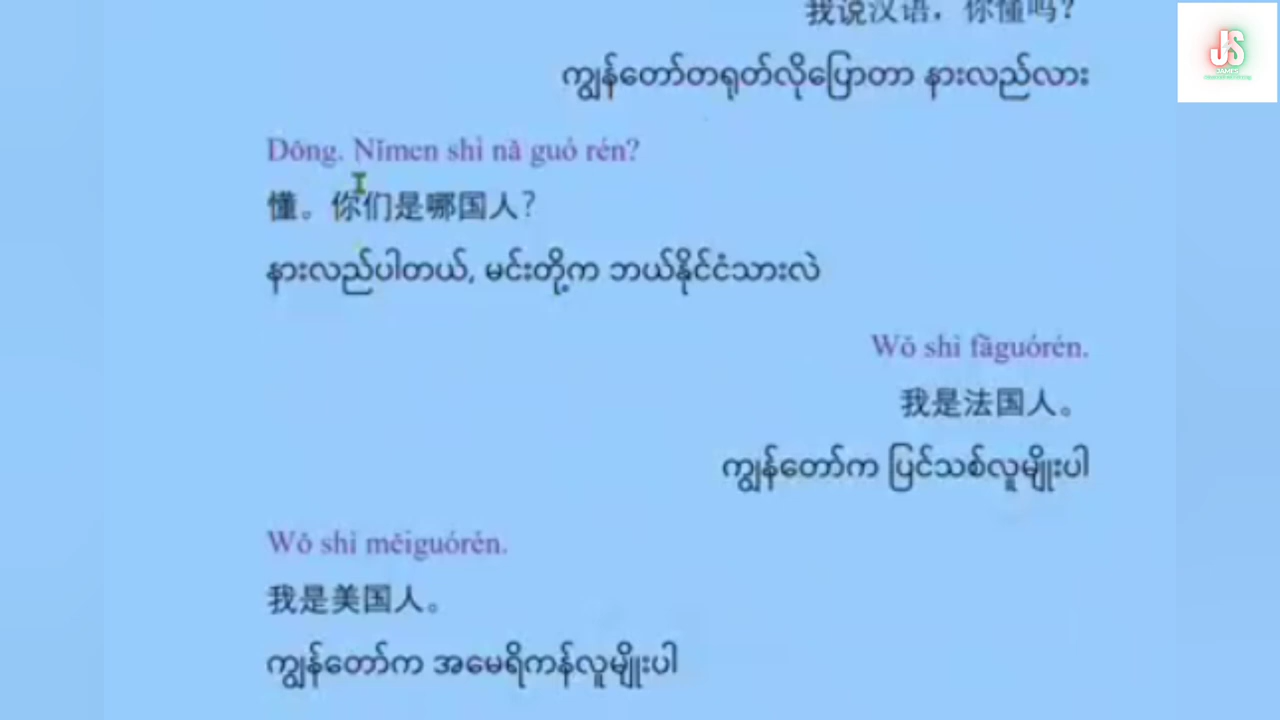 我说汉语，你懂吗？
ကျွန်တော်တရုတ်လိုပြောတာ နားလည်လား
Dǒng. Nǐmen shì nǎ guó rén?
懂。你们是哪国人？
နားလည်ပါတယ်, မင်းတို့က ဘယ်နိုင်ငံသားလဲ
Wǒ shì fǎguórén.
我是法国人。
ကျွန်တော်က ပြင်သစ်လူမျိုးပါ
Wǒ shì měiguórén.
我是美国人。
ကျွန်တော်က အမေရိကန်လူမျိုးပါ
JS
JAMES